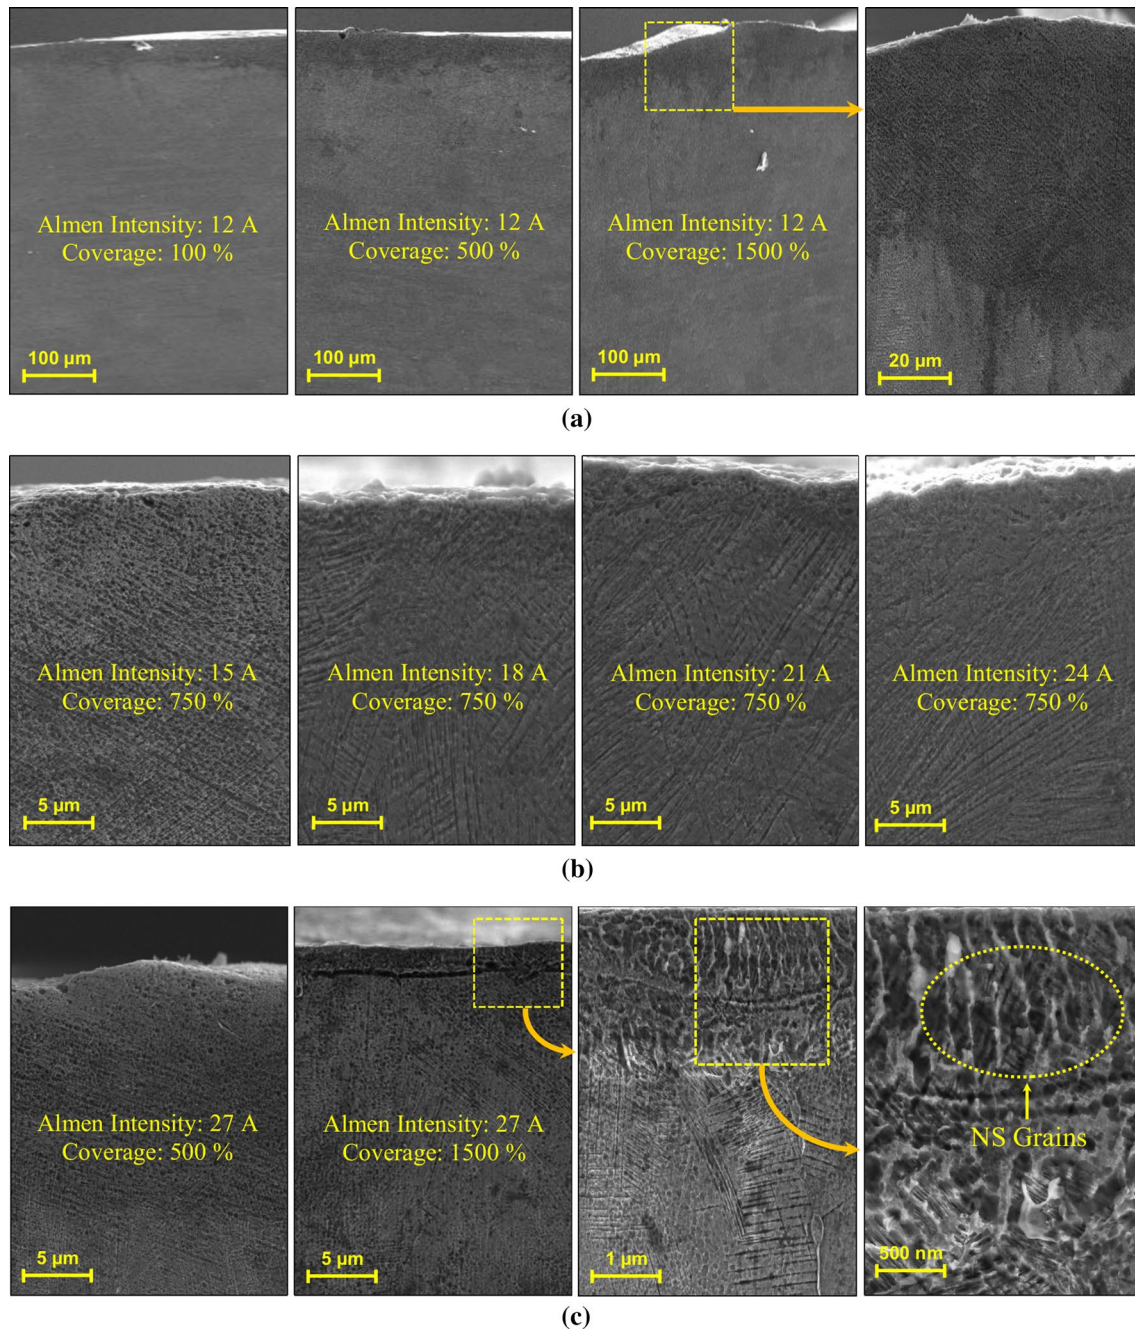 Almen Intensity: 12 A
Coverage: 100 %
100 µm
Almen Intensity: 12 A
Coverage: 500 %
100 µm
Almen Intensity: 12 A
Coverage: 1500 %
100 µm
20 µm
(a)
Almen Intensity: 15 A
Coverage: 750 %
5 µm
Almen Intensity: 18 A
Coverage: 750 %
5 µm
Almen Intensity: 21 A
Coverage: 750 %
5 µm
Almen Intensity: 24 A
Coverage: 750 %
5 µm
(b)
Almen Intensity: 27 A
Coverage: 500 %
5 µm
Almen Intensity: 27 A
Coverage: 1500 %
5 µm
1 µm
NS Grains
500 nm
(c)